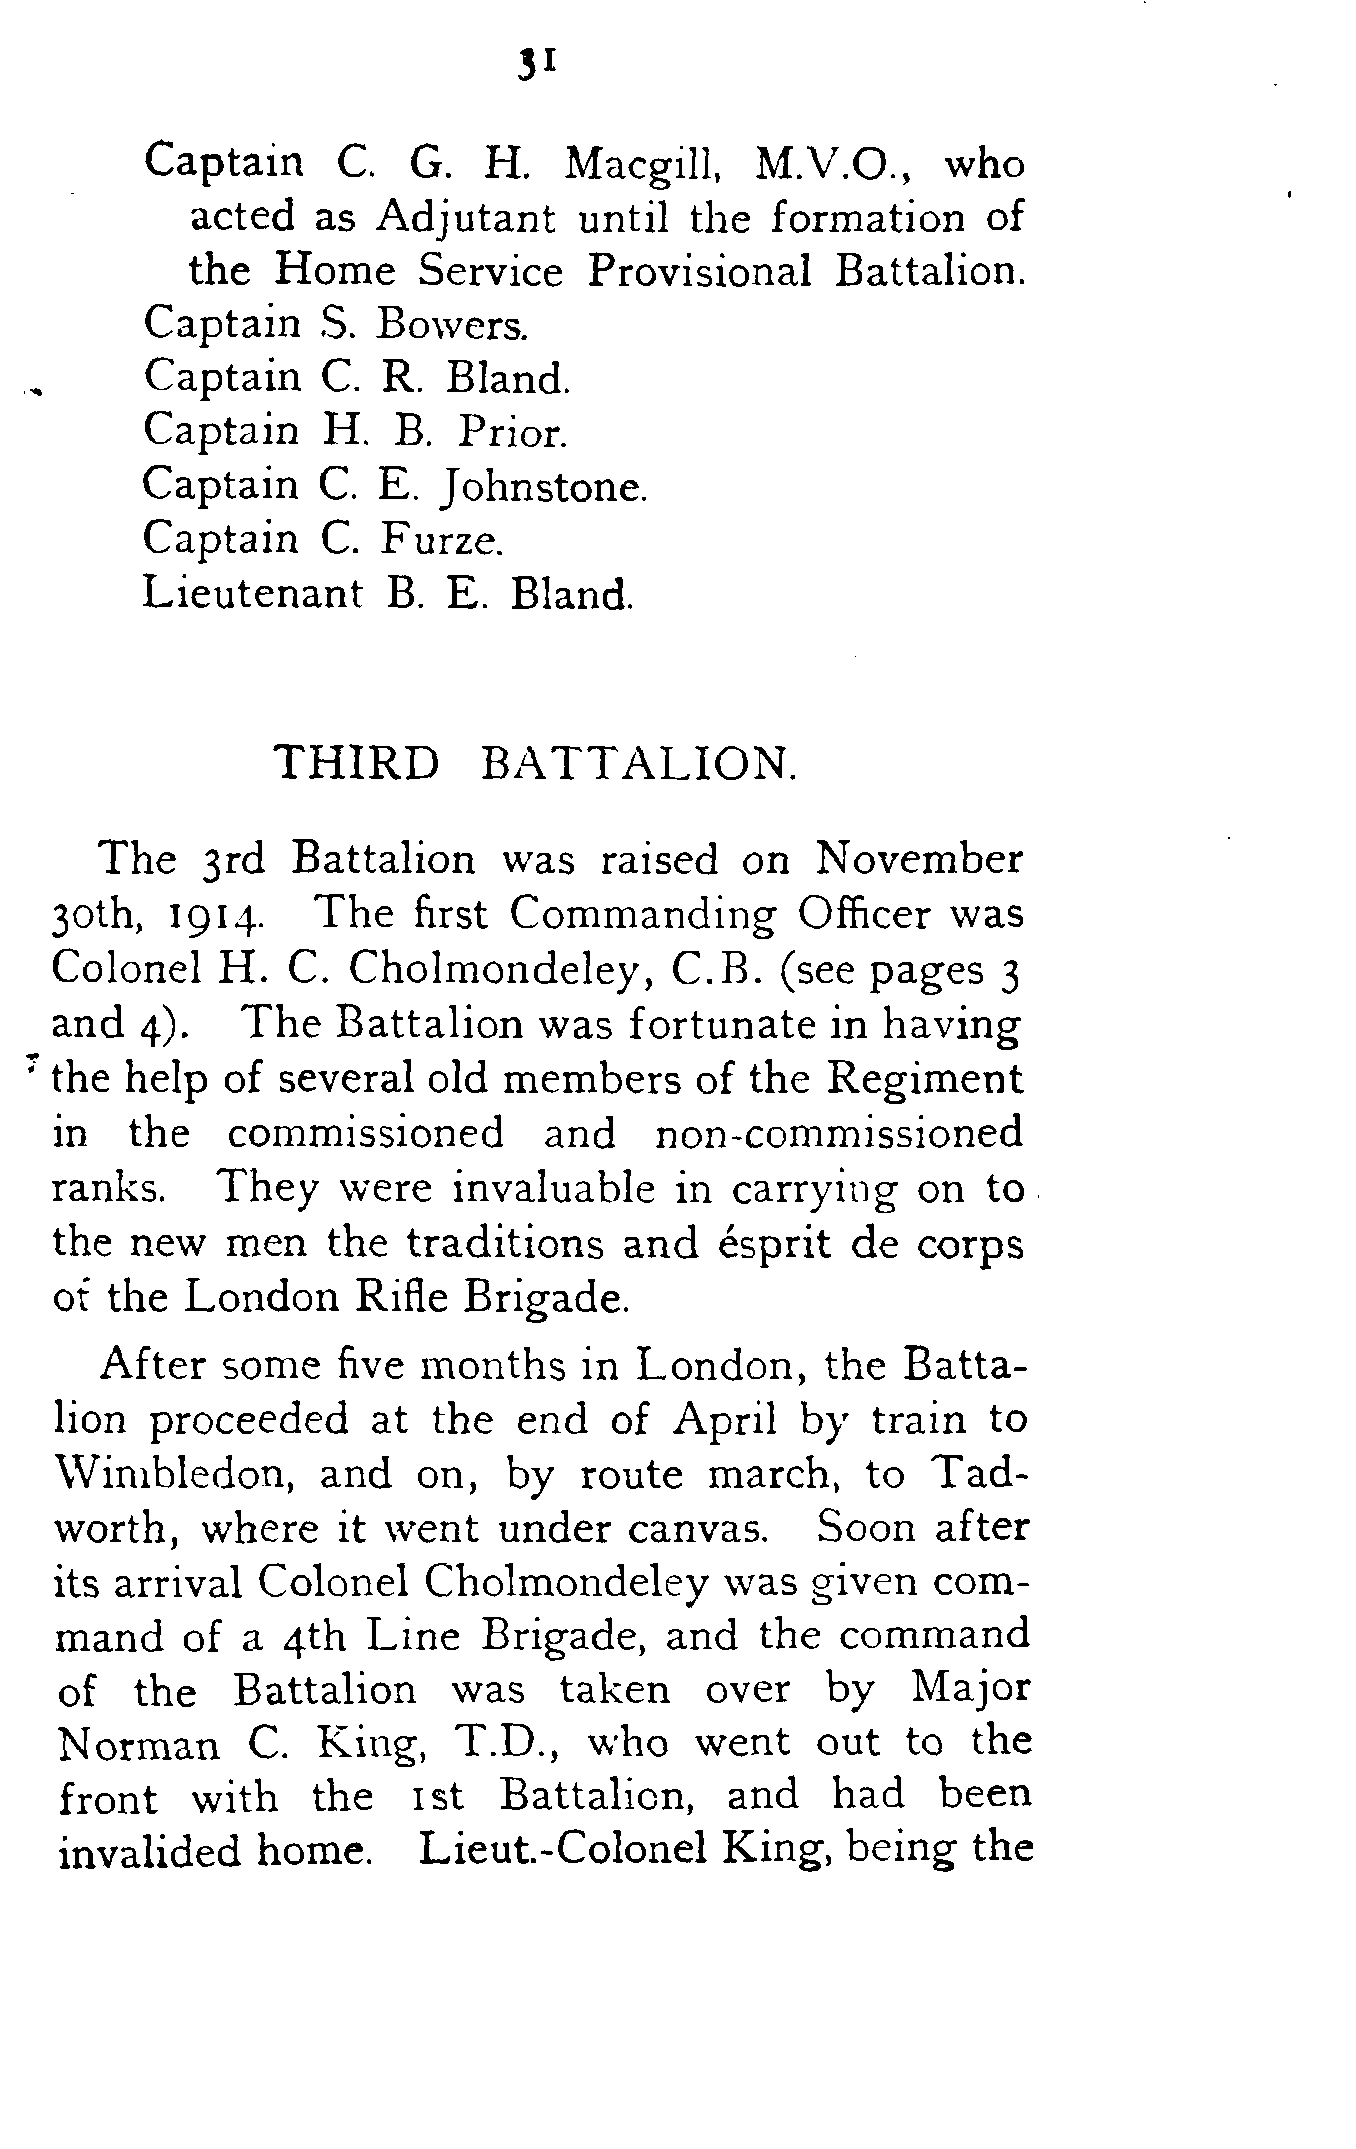 31
Captain C. G. H. Macgill, M.V.O., who
acted as Adjutant until the formation of
the Home Service Provisional Battalion.
Captain S. Bowers.
Captain C. R. Bland.
Captain H. B. Prior.
Captain C. E. Johnstone.
Captain C. Furze.
Lieutenant B. E. Bland.
THIRD BATTALION.
The 3rd Battalion was raised on November
30th, 1914. The first Commanding Officer was
Colonel H. C. Cholmondeley, C.B. (see pages 3
and 4). The Battalion was fortunate in having
the help of several old members of the Regiment
in the commissioned and non-commissioned
ranks. They were invaluable in carrying on to
the new men the traditions and ésprit de corps
of the London Rifle Brigade.
After some five months in London, the Batta-
lion proceeded at the end of April by train to
Wimbledon, and on, by route march, to Tad-
worth, where it went under canvas. Soon after
its arrival Colonel Cholmondeley was given com-
mand of a 4th Line Brigade, and the command
of the Battalion was taken over by Major
Norman C. King, T.D., who went out to the
front with the 1st Battalion, and had been
invalided home. Lieut.-Colonel King, being the